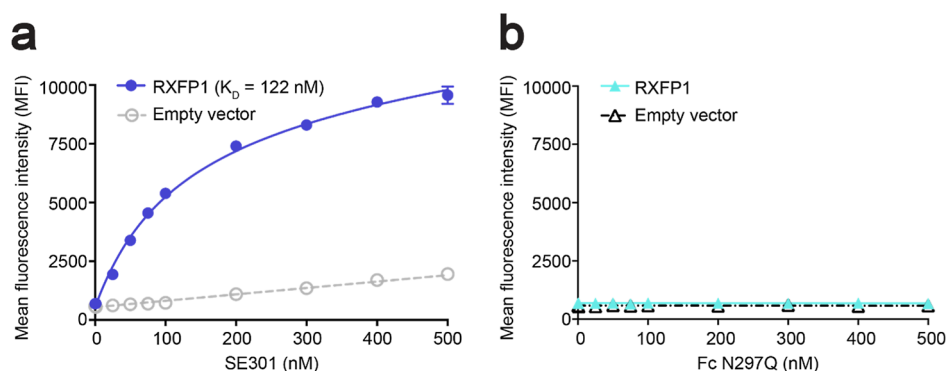 a
Mean fluorescence intensity (MFI)
10000
7500
5000
2500
0
RXFP1 (KD = 122 nM)
Empty vector
0 100 200 300 400 500
SE301 (nM)
b
Mean fluorescence intensity (MFI)
10000
7500
5000
2500
0
RXFP1
Empty vector
0 100 200 300 400 500
Fc N297Q (nM)